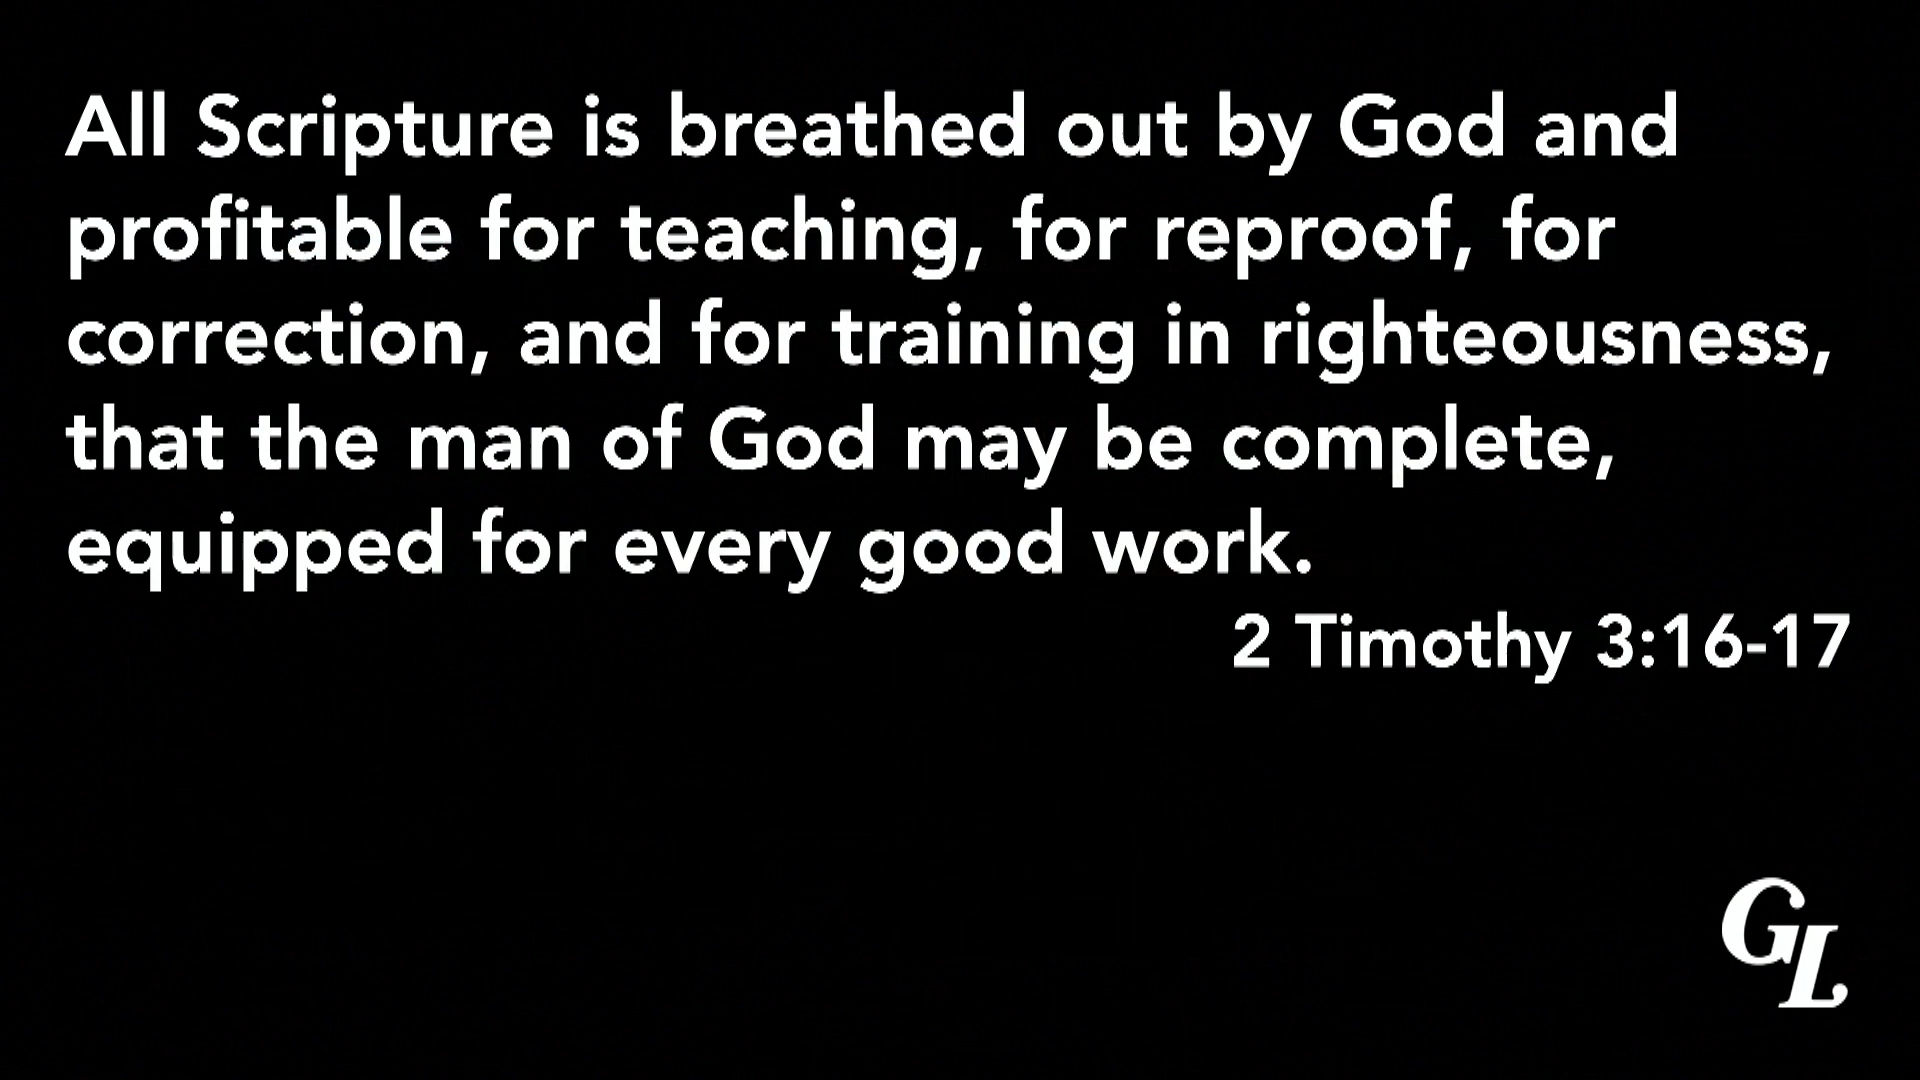 All Scripture is breathed out by God and
profitable for teaching, for reproof, for
correction, and for training in righteousness,
that the man of God may be complete,
equipped for every good work.
2 Timothy 3:16-17
GL